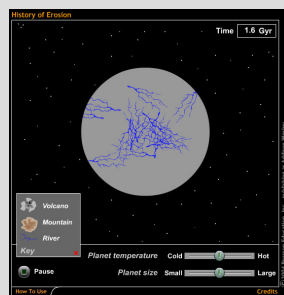 History of Erosion
Time 1.6 Gyr
Volcano
Mountain
River
Key
Planet temperature Cold Hot
Pause
Planet size Small Large
How To Use
Credits